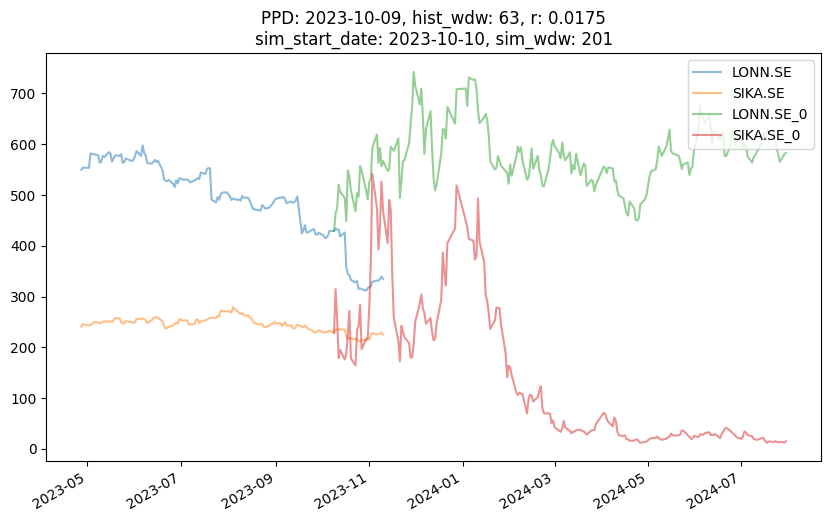 PPD: 2023-10-09, hist_wdw: 63, r: 0.0175
sim_start_date: 2023-10-10, sim_wdw: 201
LONN.SE
SIKA.SE
LONN.SE_0
SIKA.SE_0
700
600
500
400
300
200
100
0
2023-05
2023-07
2023-09
2023-11
2024-01
2024-03
2024-05
2024-07